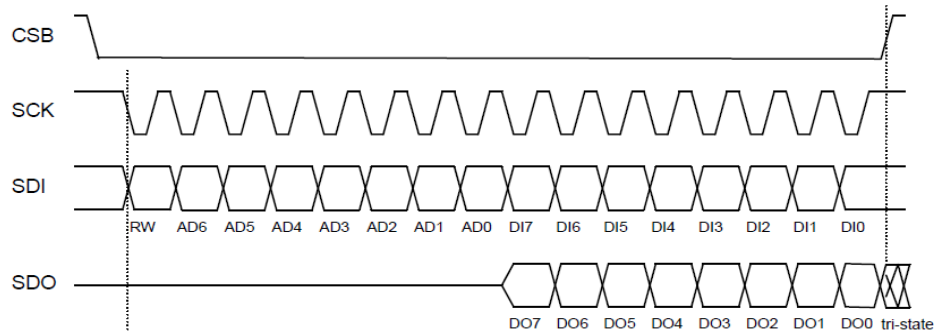 CSB
SCK
SDI
RW AD6 AD5 AD4 AD3 AD2 AD1 AD0 DI7 DI6 DI5 DI4 DI3 DI2 DI1 DI0
SDO
DO7 DO6 DO5 DO4 DO3 DO2 DO1 DO0 tri-state